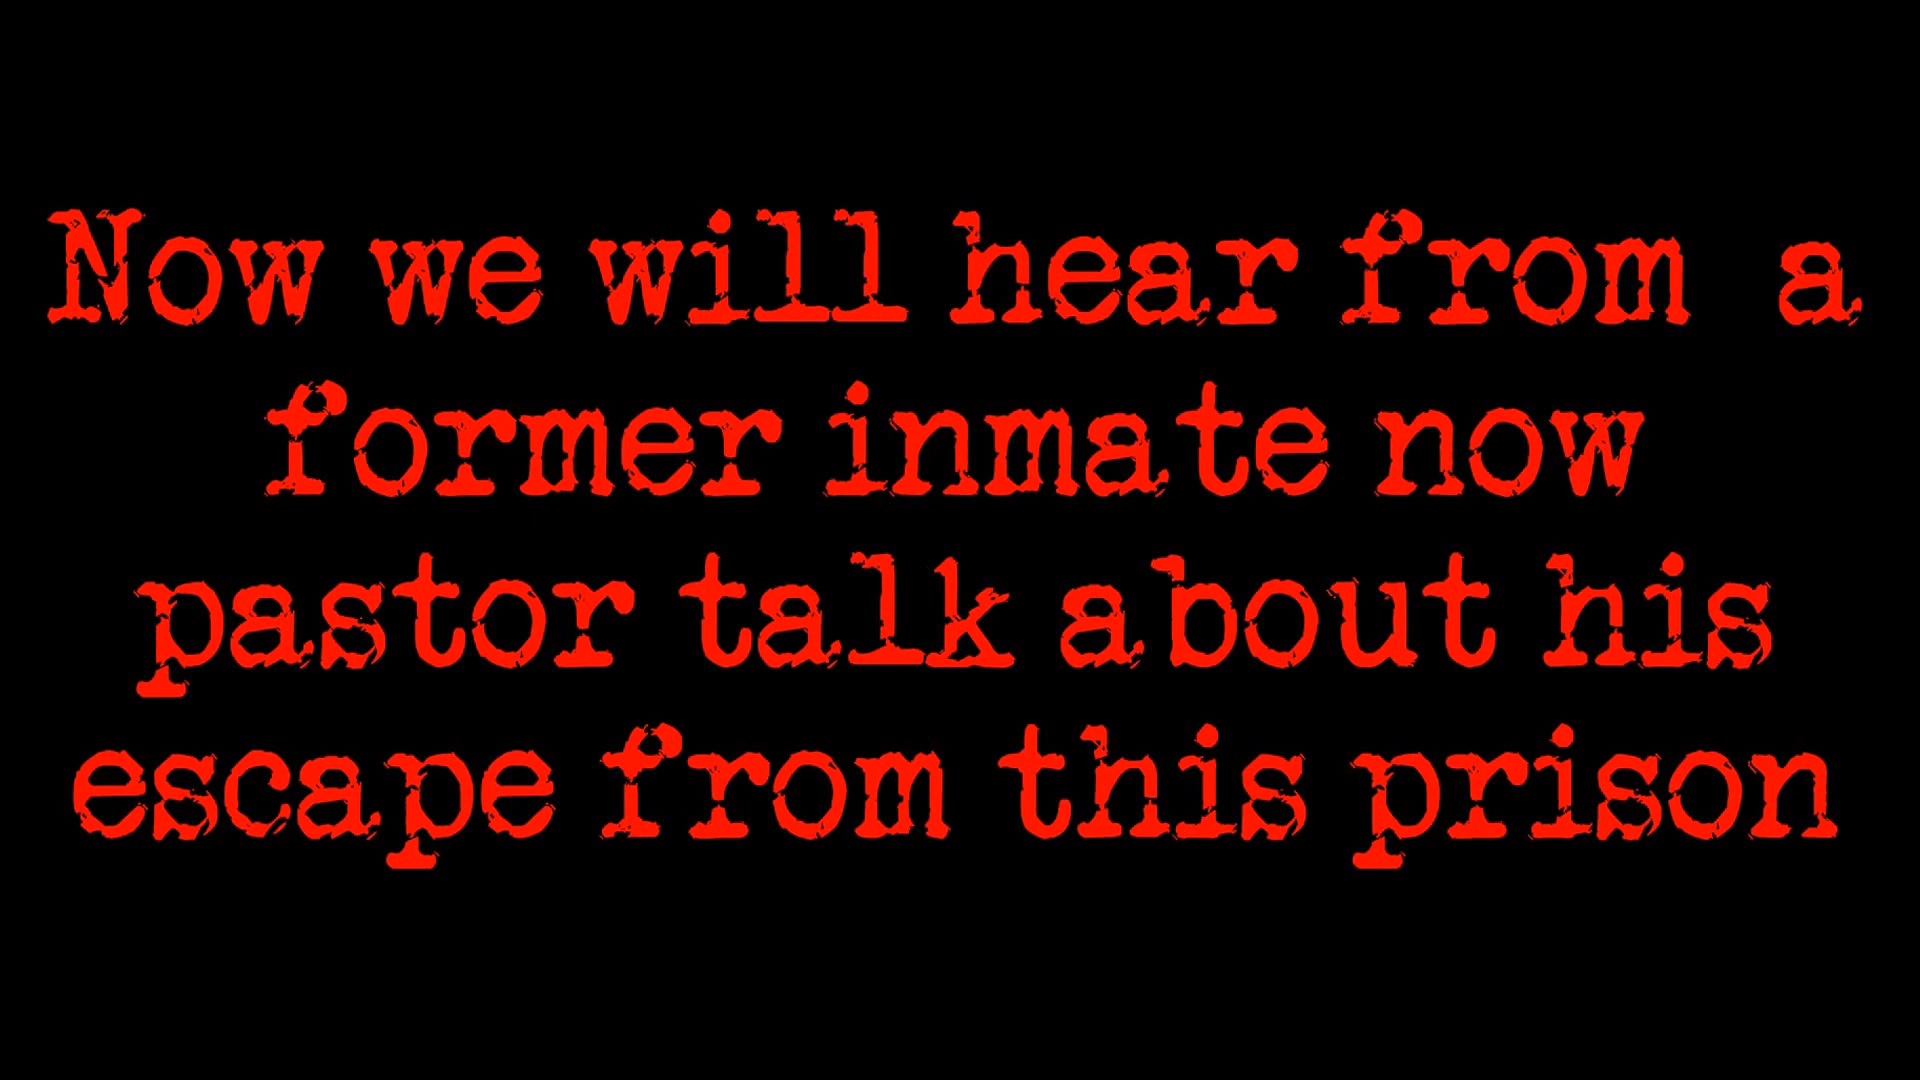 Now we will hear from  a
former inmate now
pastor talk about his
escape from this prison